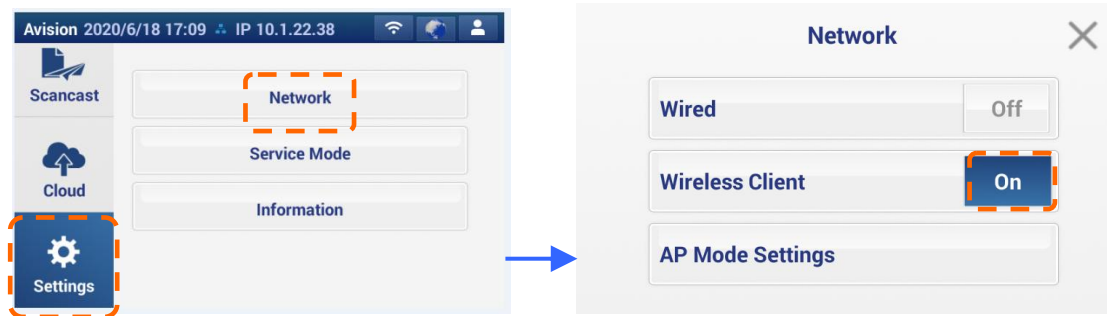 Avision 2020/6/18 17:09 IP 10.1.22.38
Scancast
Cloud
Settings
Network
Service Mode
Information
Network
Wired Off
Wireless Client On
AP Mode Settings